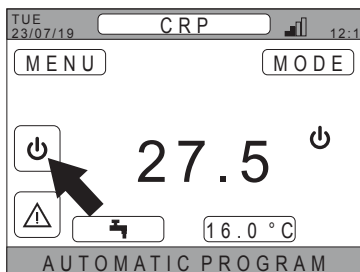 TUE
23/07/19 CRP 12:1
MENU MODE
27.5
16.0 °C
AUTOMATIC PROGRAM